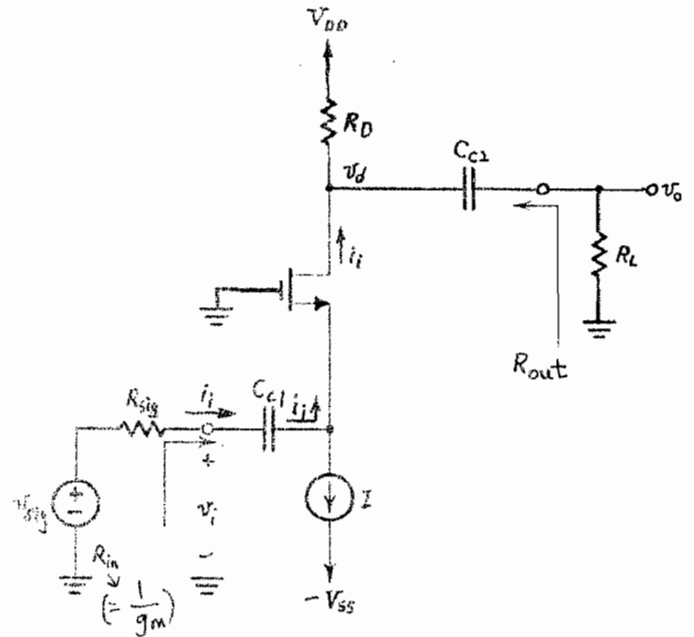 V_DD
R_D
v_d
C_C2
v_o
i_i
R_L
R_out
R_sig
i_i
C_C1
i_i
+
v_sig
+
-
v_i
-
I
R_in
(= 1/g_m)
-V_SS